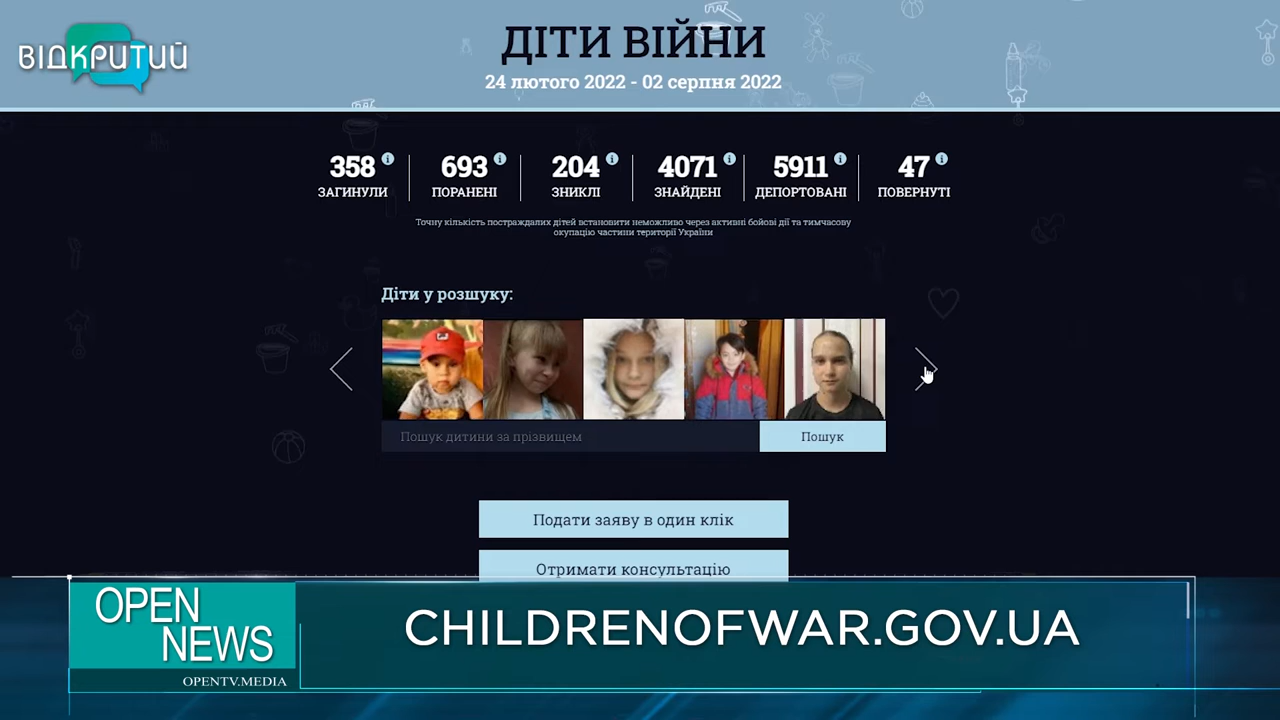 ВІДКРИТИЙ
ДІТИ ВІЙНИ
24 лютого 2022 - 02 серпня 2022
358 693 204 4071 5911 47
ЗАГИНУЛИ ПОРАНЕНІ ЗНИКЛІ ЗНАЙДЕНІ ДЕПОРТОВАНІ ПОВЕРНУТІ
Точну кількість постраждалих дітей встановити неможливо через активні бойові дії та тимчасову
окупацію частини території України
Діти у розшуку:
Пошук дитини за прізвищем Пошук
Подати заяву в один клік
Отримати консультацію
OPEN
NEWS
CHILDRENOFWAR.GOV.UA
OPENTV.MEDIA